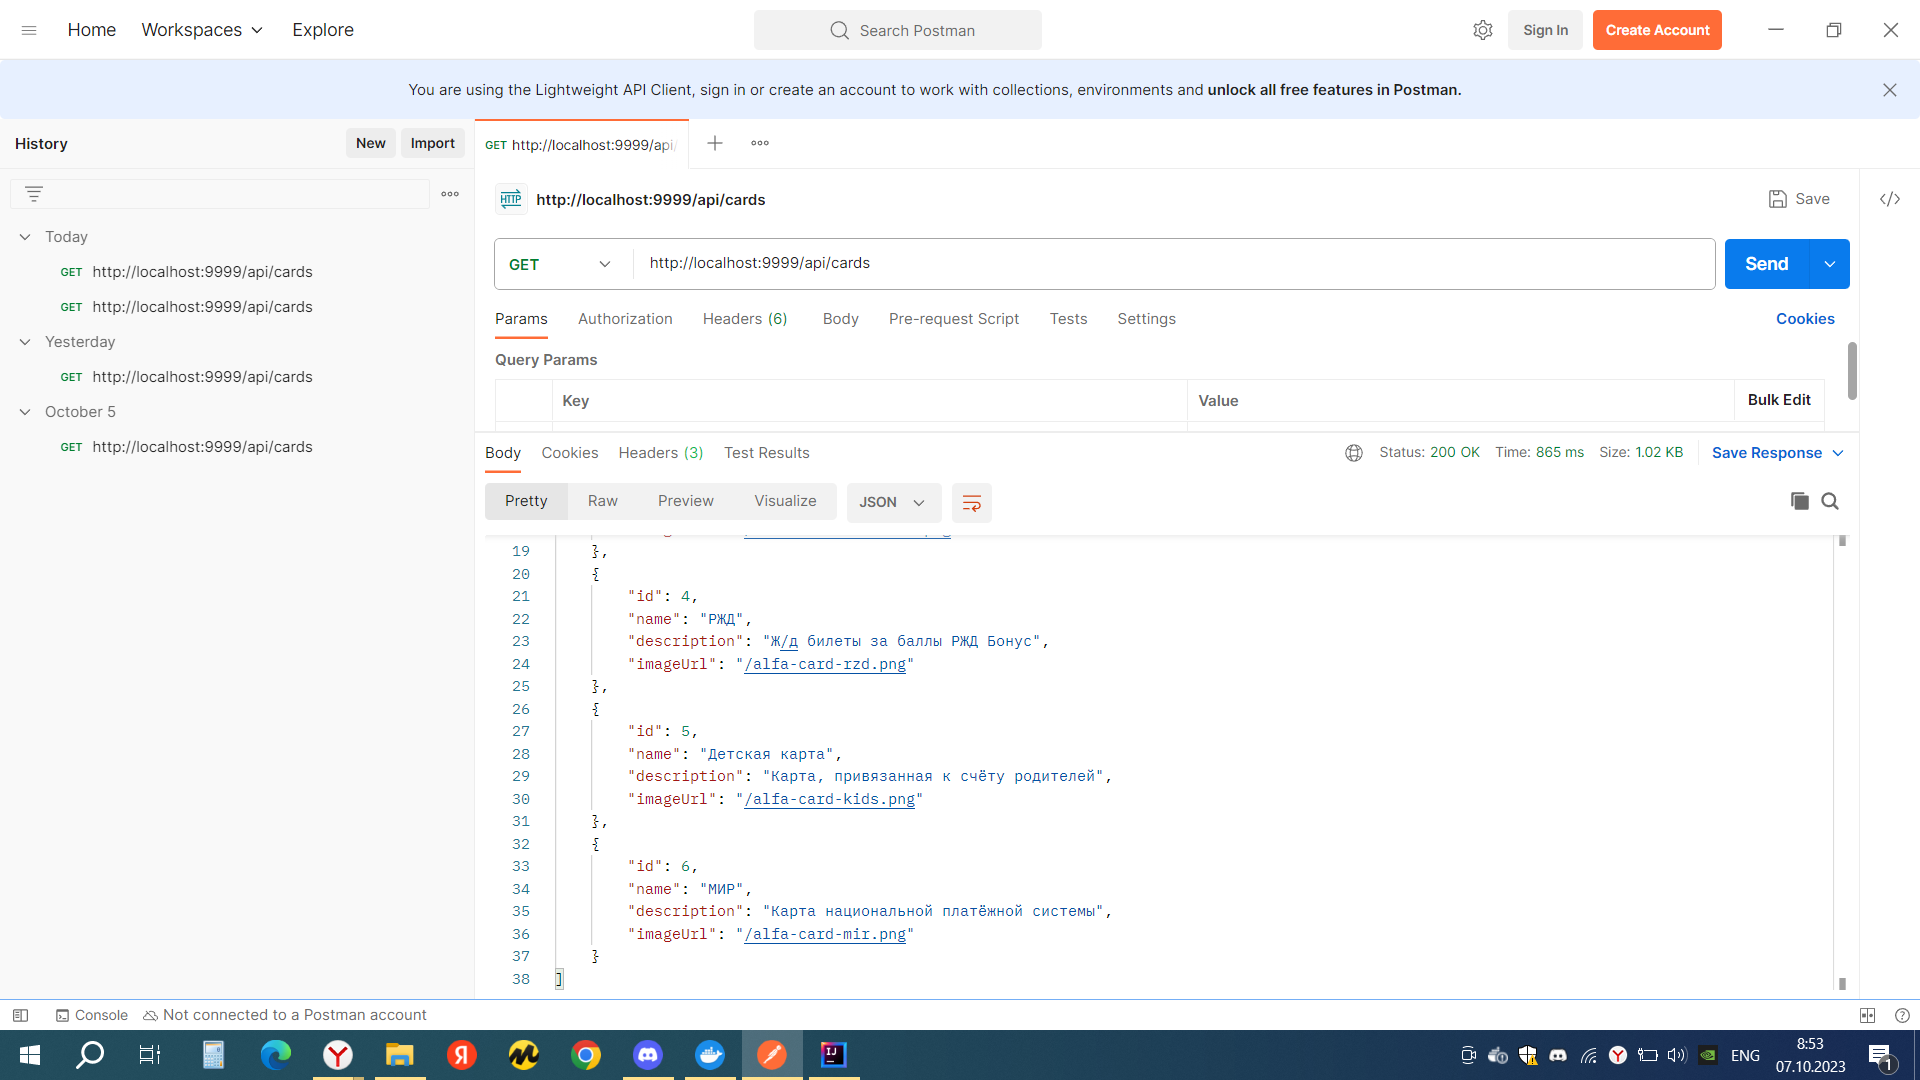 Home
Workspaces
Explore
Search Postman
Sign In
Create Account
You are using the Lightweight API Client, sign in or create an account to work with collections, environments and unlock all free features in Postman.
History
New
Import
GET http://localhost:9999/api/
HTTP
http://localhost:9999/api/cards
Save
Today
GET http://localhost:9999/api/cards
GET http://localhost:9999/api/cards
Yesterday
GET http://localhost:9999/api/cards
October 5
GET http://localhost:9999/api/cards
GET
http://localhost:9999/api/cards
Send
Params
Authorization
Headers (6)
Body
Pre-request Script
Tests
Settings
Cookies
Query Params
Key
Value
Bulk Edit
Body
Cookies
Headers (3)
Test Results
Status: 200 OK
Time: 865 ms
Size: 1.02 KB
Save Response
Pretty
Raw
Preview
Visualize
JSON
19 },
20 {
21 "id": 4,
22 "name": "РЖД",
23 "description": "Ж/д билеты за баллы РЖД Бонус",
24 "imageUrl": "/alfa-card-rzd.png"
25 },
26 {
27 "id": 5,
28 "name": "Детская карта",
29 "description": "Карта, привязанная к счёту родителей",
30 "imageUrl": "/alfa-card-kids.png"
31 },
32 {
33 "id": 6,
34 "name": "МИР",
35 "description": "Карта национальной платёжной системы",
36 "imageUrl": "/alfa-card-mir.png"
37 }
38 ]
Console
Not connected to a Postman account
ENG
8:53
07.10.2023
1